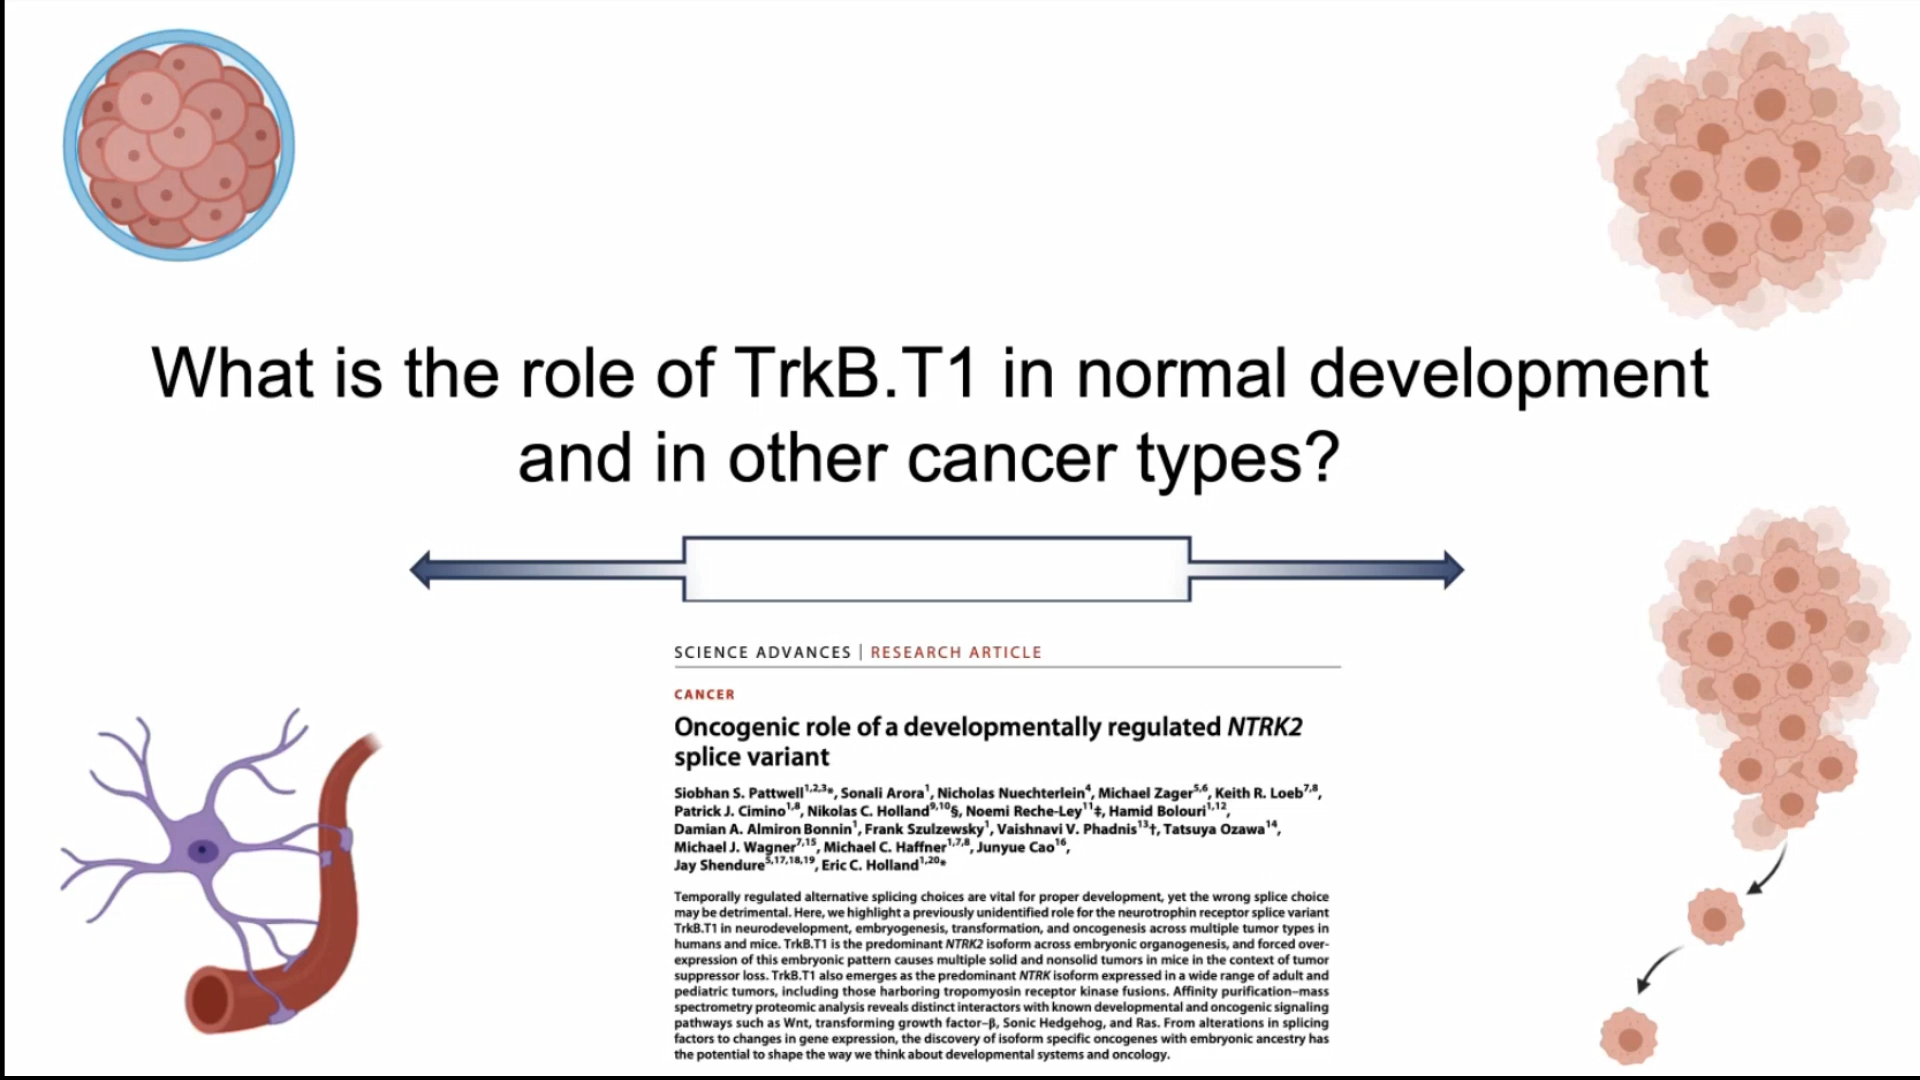 What is the role of TrkB.T1 in normal development
and in other cancer types?
SCIENCE ADVANCES | RESEARCH ARTICLE
CANCER
Oncogenic role of a developmentally regulated NTRK2
splice variant
Siobhan S. Pattwell1,2,3*, Sonali Arora1, Nicholas Nuechterlein4, Michael Zager5,6, Keith R. Loeb7,8,
Patrick J. Cimino1,8, Nikolas C. Holland9,10§, Noemi Reche-Ley11‡, Hamid Bolouri1,12,
Damian A. Almiron Bonnin1, Frank Szulzewsky1, Vaishnavi V. Phadnis13†, Tatsuya Ozawa14,
Michael J. Wagner7,15, Michael C. Haffner1,7,8, Junyue Cao16,
Jay Shendure5,17,18,19, Eric C. Holland1,20*
Temporally regulated alternative splicing choices are vital for proper development, yet the wrong splice choice
may be detrimental. Here, we highlight a previously unidentified role for the neurotrophin receptor splice variant
TrkB.T1 in neurodevelopment, embryogenesis, transformation, and oncogenesis across multiple tumor types in
humans and mice. TrkB.T1 is the predominant NTRK2 isoform across embryonic organogenesis, and forced over-
expression of this embryonic pattern causes multiple solid and nonsolid tumors in mice in the context of tumor
suppressor loss. TrkB.T1 also emerges as the predominant NTRK isoform expressed in a wide range of adult and
pediatric tumors, including those harboring tropomyosin receptor kinase fusions. Affinity purification–mass
spectrometry proteomic analysis reveals distinct interactors with known developmental and oncogenic signaling
pathways such as Wnt, transforming growth factor–β, Sonic Hedgehog, and Ras. From alterations in splicing
factors to changes in gene expression, the discovery of isoform specific oncogenes with embryonic ancestry has
the potential to shape the way we think about developmental systems and oncology.